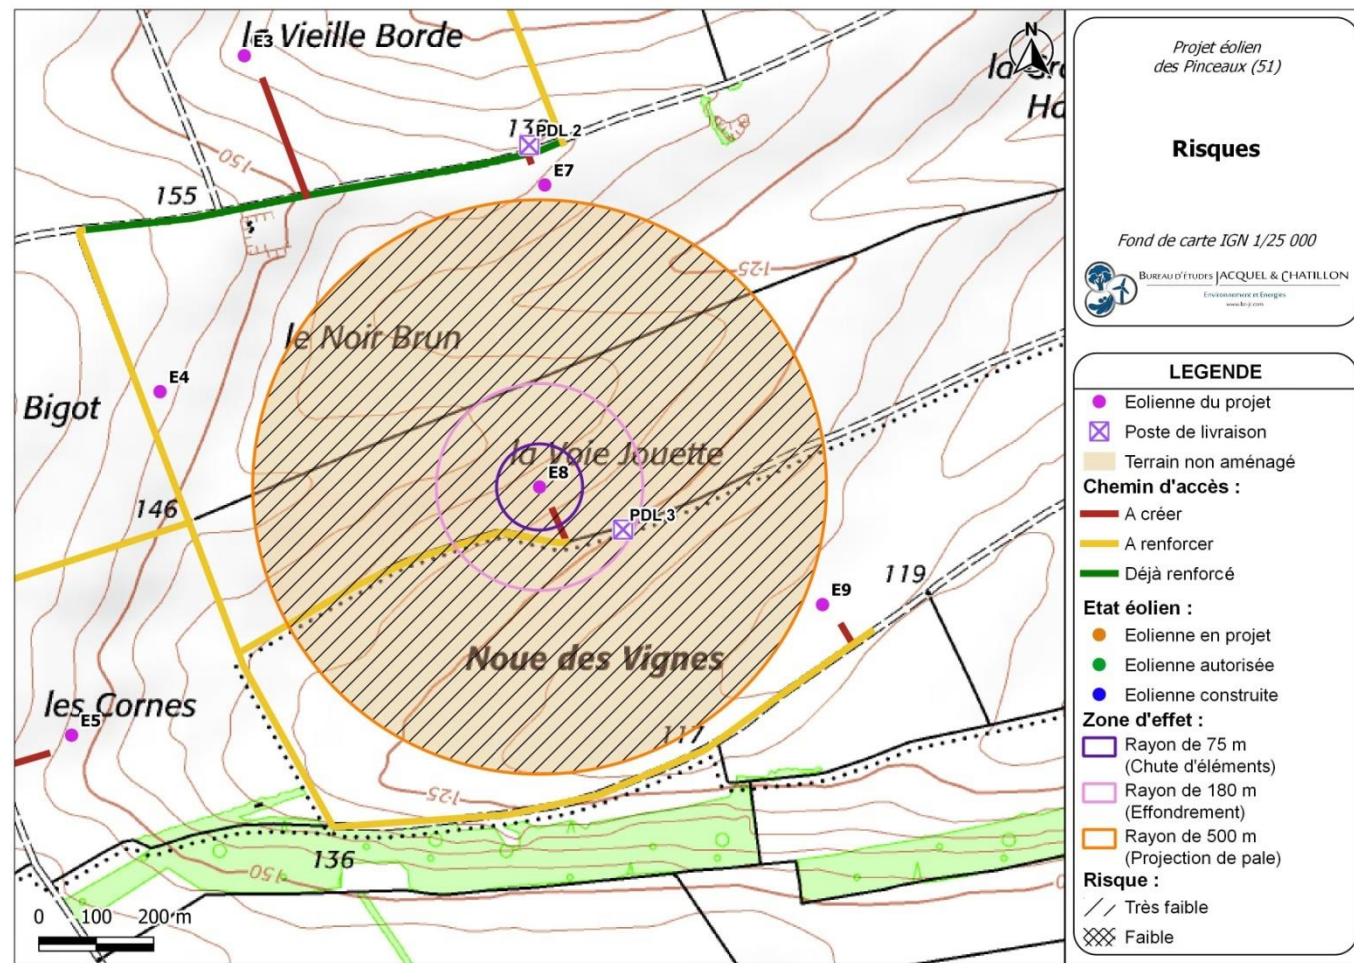 la Vieille Borde
E3
N
la Gr
Ho
138
PDL 2
E7
150
155
125
le Noir Brun
E4
Bigot
la Voie Jouette
E8
146
PDL 3
119
E9
Noue des Vignes
les Cornes
E5
117
125
136
150
0 100 200 m
Projet éolien
des Pinceaux (51)
Risques
Fond de carte IGN 1/25 000
BUREAU D'ÉTUDES JACQUEL & CHATILLON
Environnement et Energies
LEGENDE
Eolienne du projet
Poste de livraison
Terrain non aménagé
Chemin d'accès :
A créer
A renforcer
Déjà renforcé
Etat éolien :
Eolienne en projet
Eolienne autorisée
Eolienne construite
Zone d'effet :
Rayon de 75 m
(Chute d'éléments)
Rayon de 180 m
(Effondrement)
Rayon de 500 m
(Projection de pale)
Risque :
Très faible
Faible